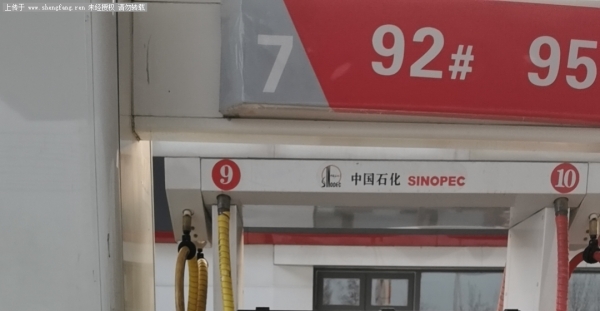 上传于 www.shangfang.run 未经授权 请勿转载
7 92# 95
9 中国石化 SINOPEC 10